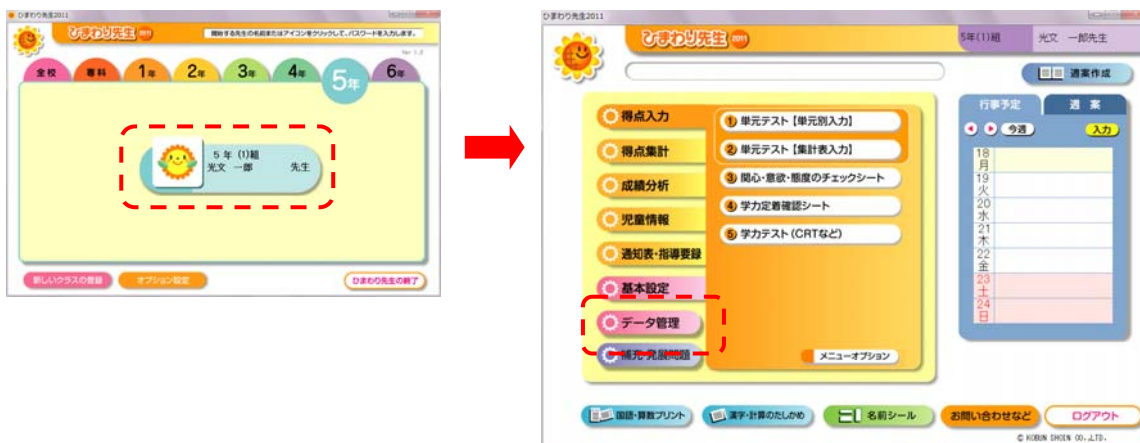 ひまわり先生2011
ひまわり先生 2011
開始する先生の名前またはアイコンをクリックして、パスワードを入力します。
全校
専科
1年
2年
3年
4年
5年
6年
5 年 (1)組
光文 一郎 先生
新しいクラスの登録
オプション設定
ひまわり先生の終了
ひまわり先生2011
ひまわり先生 2011
5年(1)組
光文 一郎先生
週案作成
得点入力
得点集計
成績分析
児童情報
通知表・指導要録
基本設定
データ管理
補充・発展問題
① 単元テスト【単元別入力】
② 単元テスト【集計表入力】
③ 関心・意欲・態度のチェックシート
④ 学力定着確認シート
⑤ 学力テスト(CRTなど)
メニューオプション
行事予定
週 案
今週
入力
18
月
19
火
20
水
21
木
22
金
23
土
24
日
国語・算数プリント
漢字・計算のたしかめ
名前シール
お問い合わせなど
ログアウト
© KOBUN SHOIN CO.,LTD.